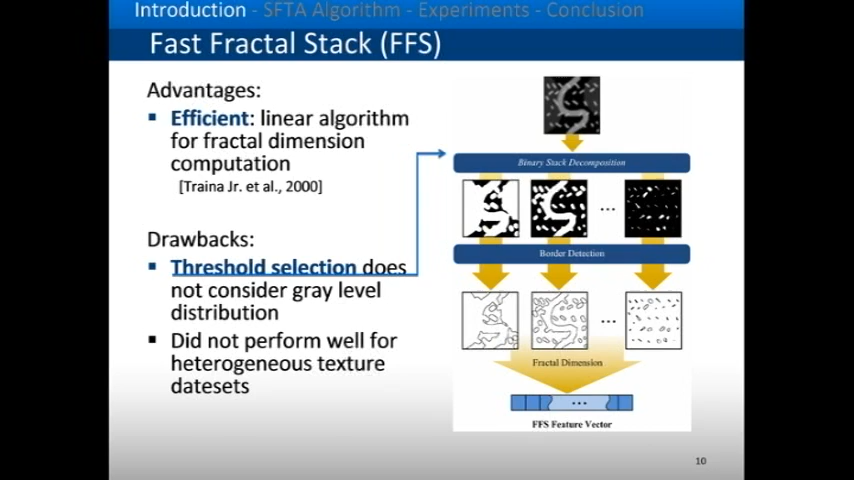 Introduction - SFTA Algorithm - Experiments - Conclusion
Fast Fractal Stack (FFS)
Advantages:
Efficient: linear algorithm
for fractal dimension
computation
[Traina Jr. et al., 2000]
Drawbacks:
Threshold selection does
not consider gray level
distribution
Did not perform well for
heterogeneous texture
datesets
Binary Stack Decomposition
...
Border Detection
...
Fractal Dimension
...
FFS Feature Vector
10